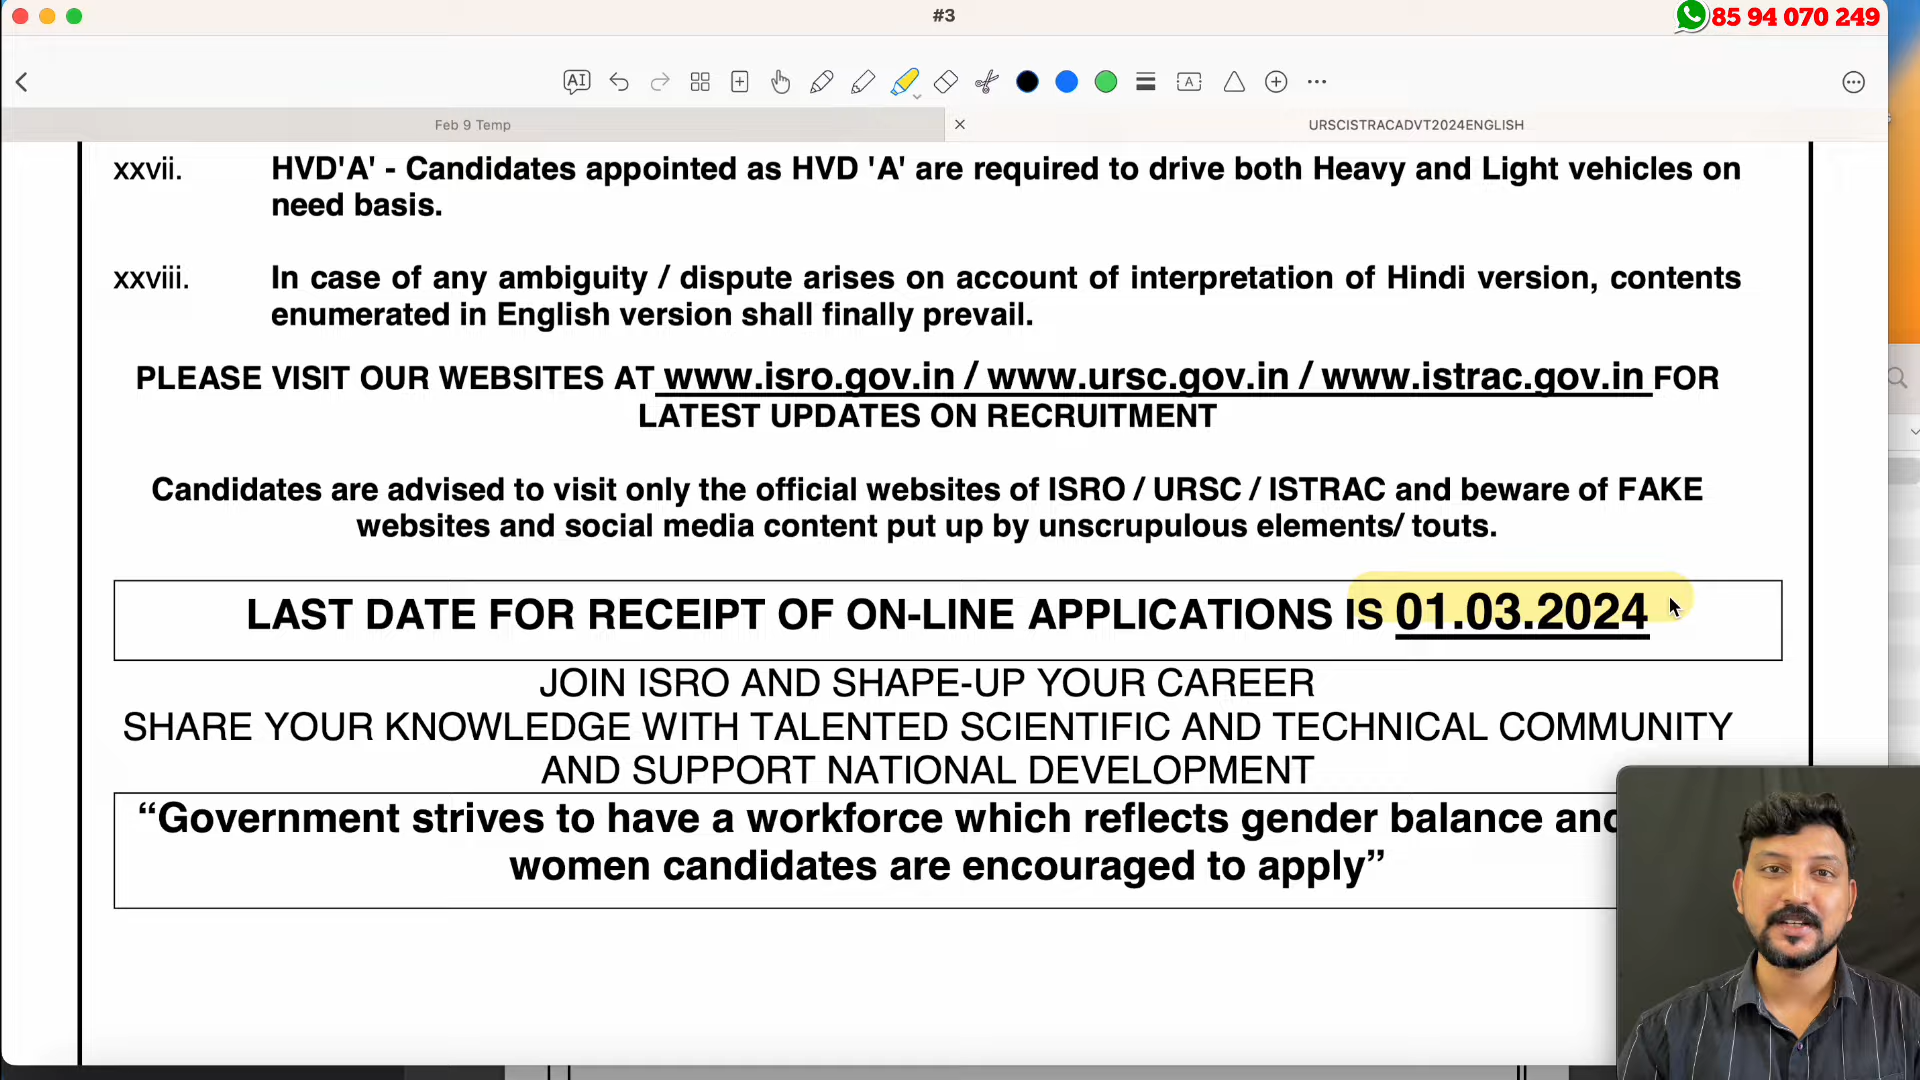 #3
85 94 070 249
AI
A
Feb 9 Temp
URSCISTRACADVT2024ENGLISH
xxvii. HVD'A' - Candidates appointed as HVD 'A' are required to drive both Heavy and Light vehicles on
need basis.
xxviii. In case of any ambiguity / dispute arises on account of interpretation of Hindi version, contents
enumerated in English version shall finally prevail.
PLEASE VISIT OUR WEBSITES AT www.isro.gov.in / www.ursc.gov.in / www.istrac.gov.in FOR
LATEST UPDATES ON RECRUITMENT
Candidates are advised to visit only the official websites of ISRO / URSC / ISTRAC and beware of FAKE
websites and social media content put up by unscrupulous elements/ touts.
LAST DATE FOR RECEIPT OF ON-LINE APPLICATIONS IS 01.03.2024
JOIN ISRO AND SHAPE-UP YOUR CAREER
SHARE YOUR KNOWLEDGE WITH TALENTED SCIENTIFIC AND TECHNICAL COMMUNITY
AND SUPPORT NATIONAL DEVELOPMENT
“Government strives to have a workforce which reflects gender balance and
women candidates are encouraged to apply”